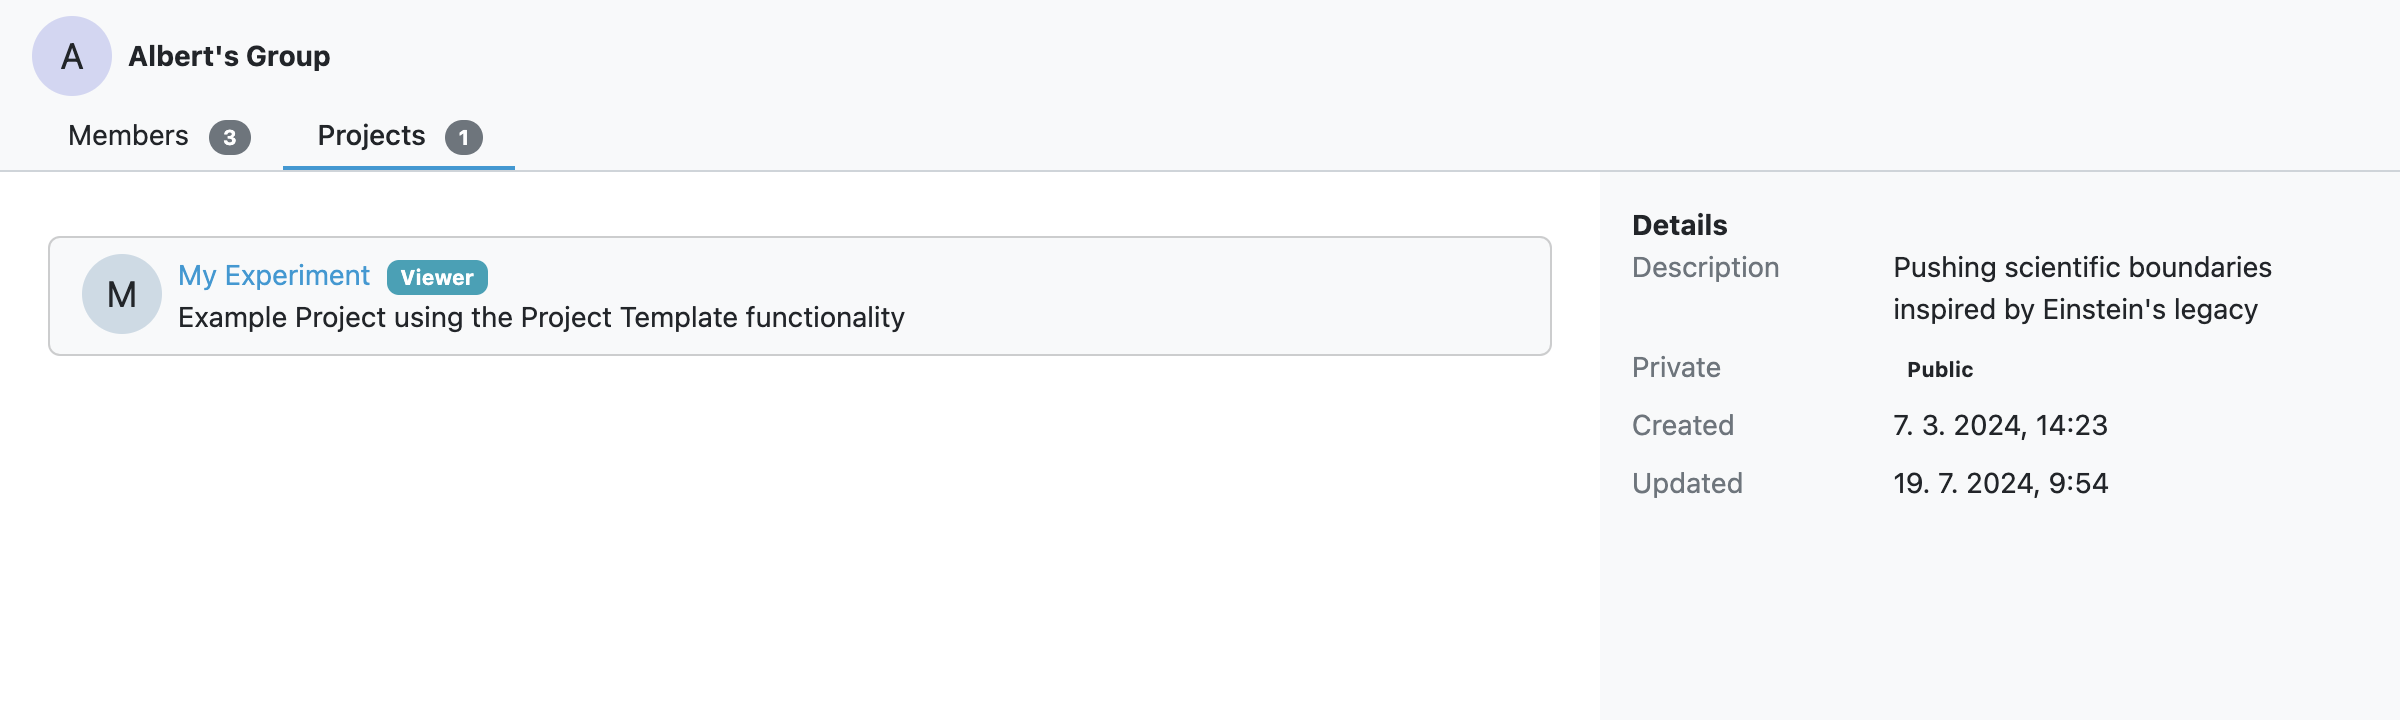 A
Albert's Group
Members 3
Projects 1
M
My Experiment Viewer
Example Project using the Project Template functionality
Details
Description Pushing scientific boundaries
inspired by Einstein's legacy
Private Public
Created 7. 3. 2024, 14:23
Updated 19. 7. 2024, 9:54